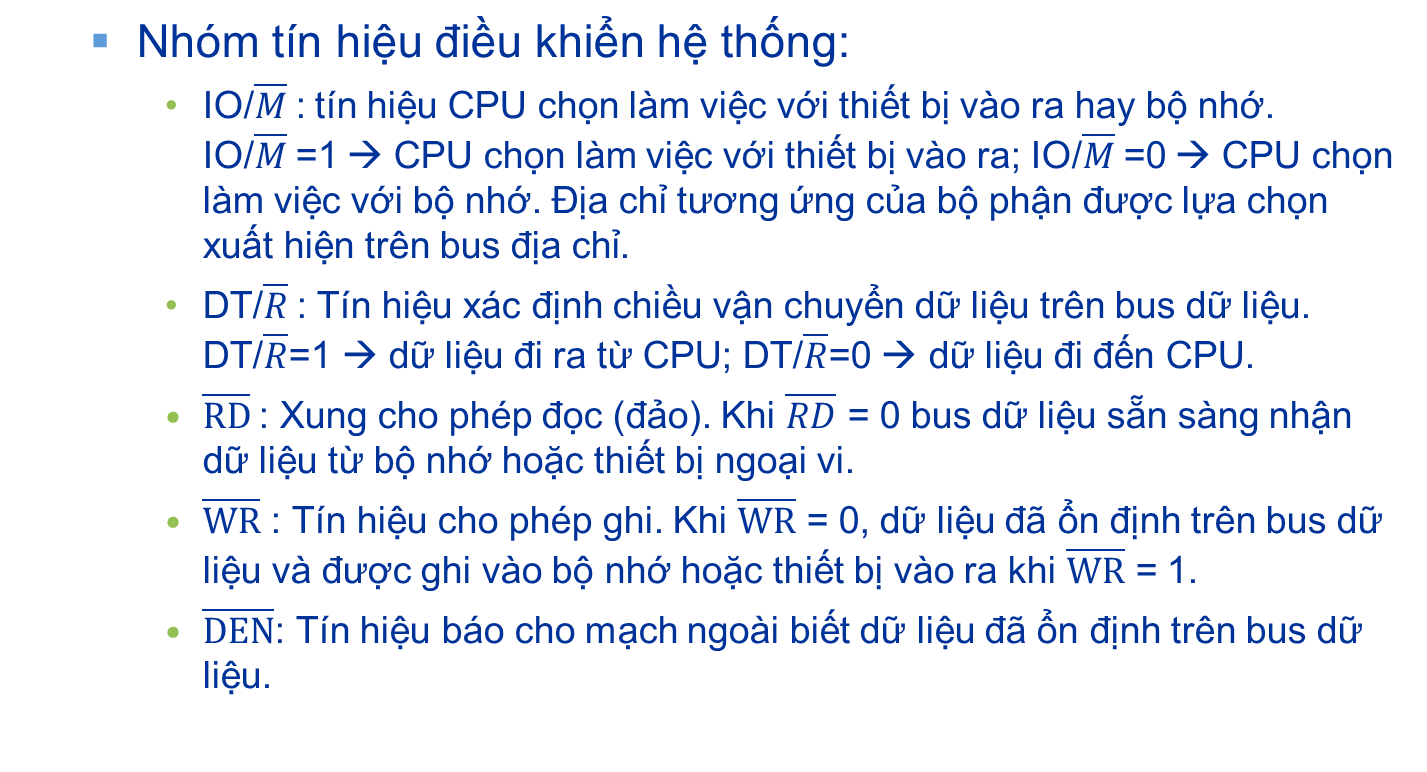 ▪ Nhóm tín hiệu điều khiển hệ thống:
• IO/M̅ : tín hiệu CPU chọn làm việc với thiết bị vào ra hay bộ nhớ.
IO/M̅ =1 → CPU chọn làm việc với thiết bị vào ra; IO/M̅ =0 → CPU chọn
làm việc với bộ nhớ. Địa chỉ tương ứng của bộ phận được lựa chọn
xuất hiện trên bus địa chỉ.
• DT/R̅ : Tín hiệu xác định chiều vận chuyển dữ liệu trên bus dữ liệu.
DT/R̅=1 → dữ liệu đi ra từ CPU; DT/R̅=0 → dữ liệu đi đến CPU.
• R̅D̅ : Xung cho phép đọc (đảo). Khi R̅D̅ = 0 bus dữ liệu sẵn sàng nhận
dữ liệu từ bộ nhớ hoặc thiết bị ngoại vi.
• W̅R̅ : Tín hiệu cho phép ghi. Khi W̅R̅ = 0, dữ liệu đã ổn định trên bus dữ
liệu và được ghi vào bộ nhớ hoặc thiết bị vào ra khi W̅R̅ = 1.
• D̅E̅N̅: Tín hiệu báo cho mạch ngoài biết dữ liệu đã ổn định trên bus dữ
liệu.